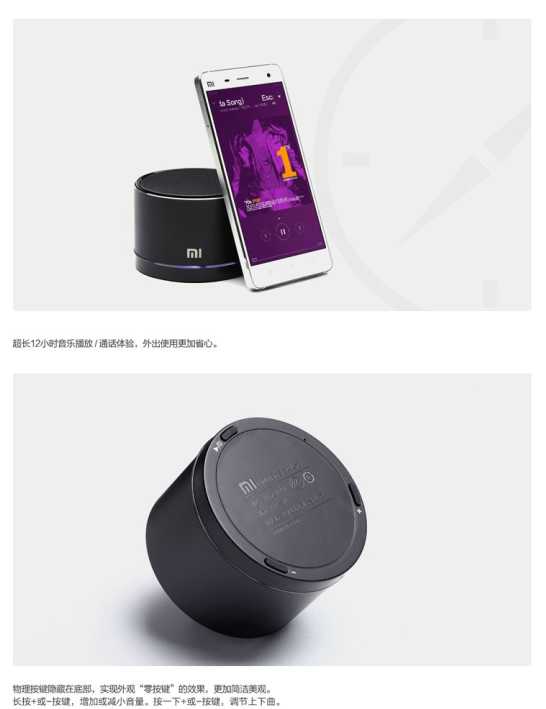 mi
la Song)
Esc
1
mi
超长12小时音乐播放 / 通话体验，外出使用更加省心。
mi
+
−
物理按键隐藏在底部，实现外观“零按键”的效果，更加简洁美观。
长按+或-按键，增加或减小音量。按一下+或-按键，调节上下曲。